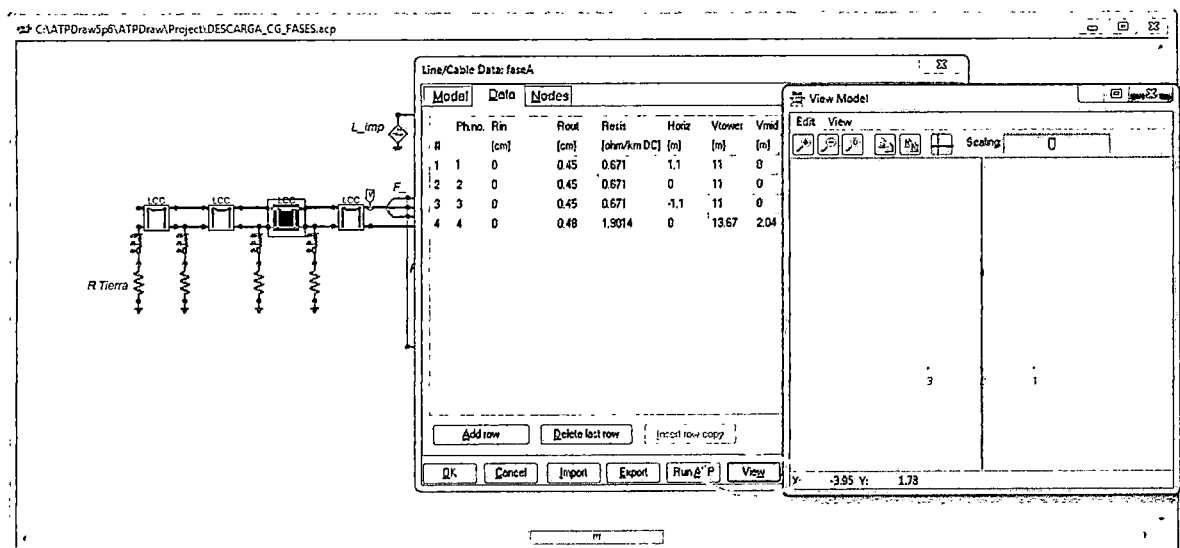 C:\ATPDraw5p6\ATPDraw\Project\DESCARGA_CG_FASES.acp
Line/Cable Data: faseA
Model Data Nodes
# Ph.no. Rin [cm] Rout [cm] Resis [ohm/km DC] Horiz [m] Vtower [m] Vmid [m]
1 1 0 0.45 0.671 1.1 11 0
2 2 0 0.45 0.671 0 11 0
3 3 0 0.45 0.671 -1.1 11 0
4 4 0 0.48 1.9014 0 13.67 2.04
Add row Delete last row Insert row copy
OK Cancel Import Export View
View Model
Edit View
Scaling: 0
3 1
-3.95 Y: 1.78
L_imp
F_
LCC LCC LCC LCC
V
R Tierra